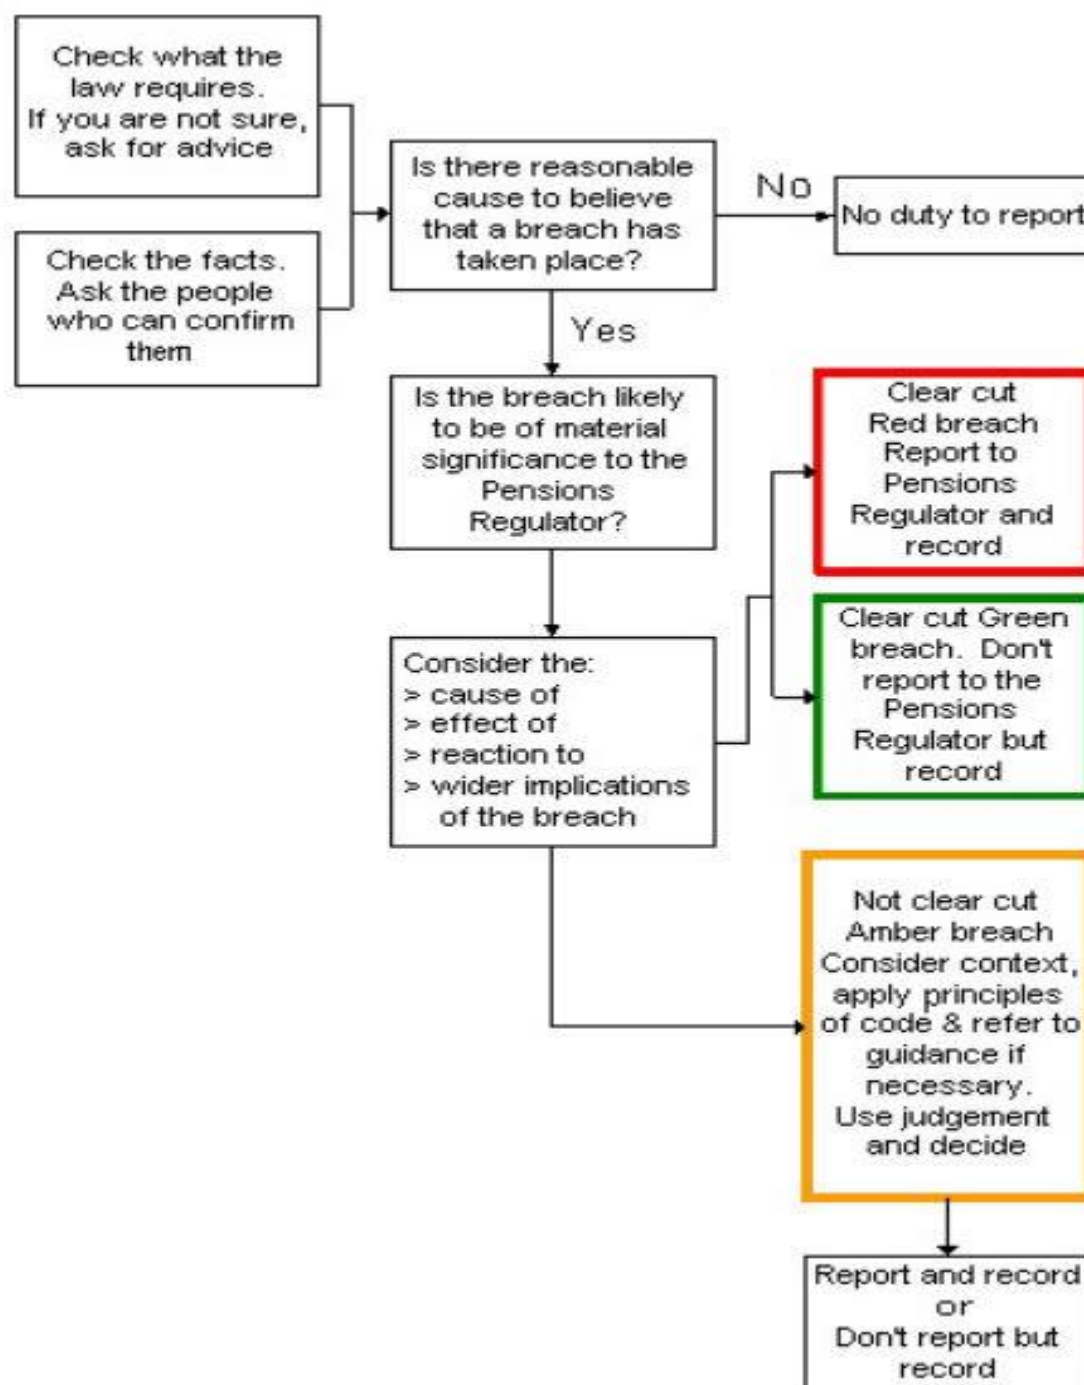 Check what the
law requires.
If you are not sure,
ask for advice
Check the facts.
Ask the people
who can confirm
them
Is there reasonable
cause to believe
that a breach has
taken place?
No
No duty to report
Yes
Is the breach likely
to be of material
significance to the
Pensions
Regulator?
Consider the:
> cause of
> effect of
> reaction to
> wider implications
of the breach
Clear cut
Red breach
Report to
Pensions
Regulator and
record
Clear cut Green
breach. Don't
report to the
Pensions
Regulator but
record
Not clear cut
Amber breach
Consider context,
apply principles
of code & refer to
guidance if
necessary.
Use judgement
and decide
Report and record
or
Don't report but
record